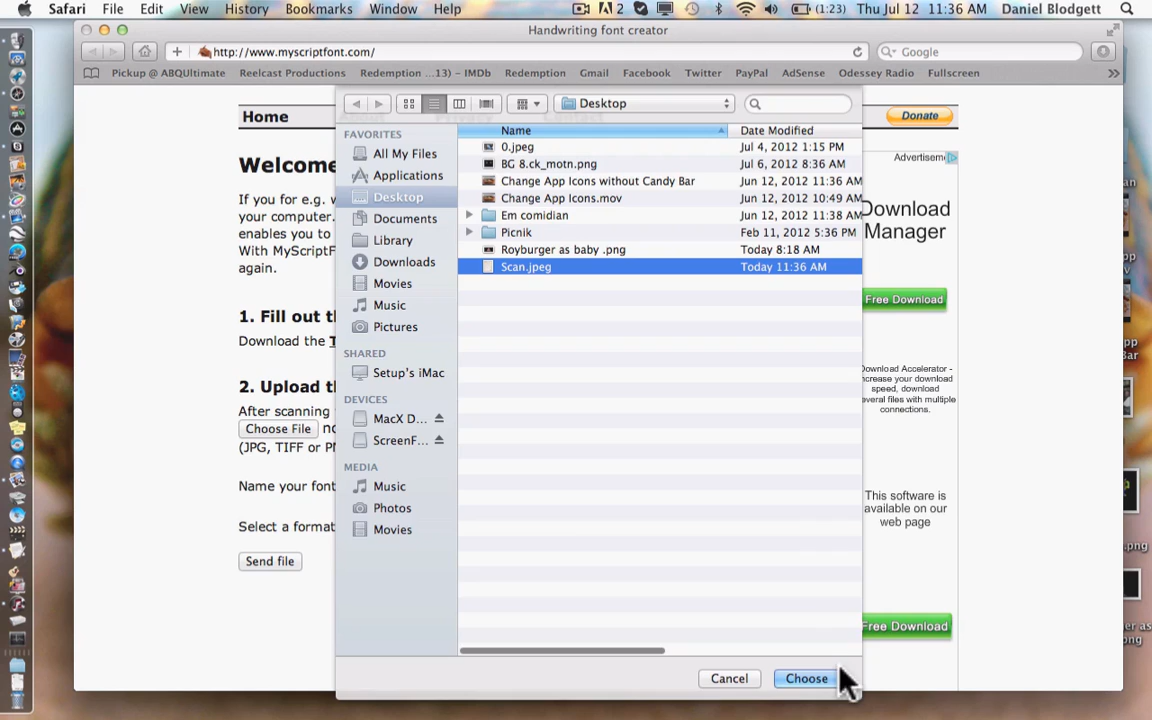 Safari File Edit View History Bookmarks Window Help 2 (1:23) Thu Jul 12 11:36 AM Daniel Blodgett
Handwriting font creator
http://www.myscriptfont.com/ Google
Pickup @ ABQUltimate Reelcast Productions Redemption ...13) – IMDb Redemption Gmail Facebook Twitter PayPal AdSense Odessey Radio Fullscreen
Desktop
Home Donate
Name Date Modified
FAVORITES
All My Files
Applications
Desktop
Documents
Library
Downloads
Movies
Music
Pictures
SHARED
Setup's iMac
DEVICES
MacX D...
ScreenF...
MEDIA
Music
Photos
Movies
0.jpeg Jul 4, 2012 1:15 PM
BG 8.ck_motn.png Jul 6, 2012 8:36 AM
Change App Icons without Candy Bar Jun 12, 2012 11:36 AM
Change App Icons.mov Jun 12, 2012 10:49 AM
Em comidian Jun 12, 2012 11:38 AM
Picnik Feb 11, 2012 5:36 PM
Royburger as baby .png Today 8:18 AM
Scan.jpeg Today 11:36 AM
Cancel Choose
Welcome
If you for e.g. w
your computer.
enables you to
With MyScriptF
again.
1. Fill out th
Download the T
2. Upload th
After scanning
Choose File no
(JPG, TIFF or PN
Name your font
Select a format
Send file
Advertisem
Download
Manager
Free Download
Download Accelerator -
increase your download
speed, download
several files with multiple
connections.
This software is
available on our
web page
Free Download